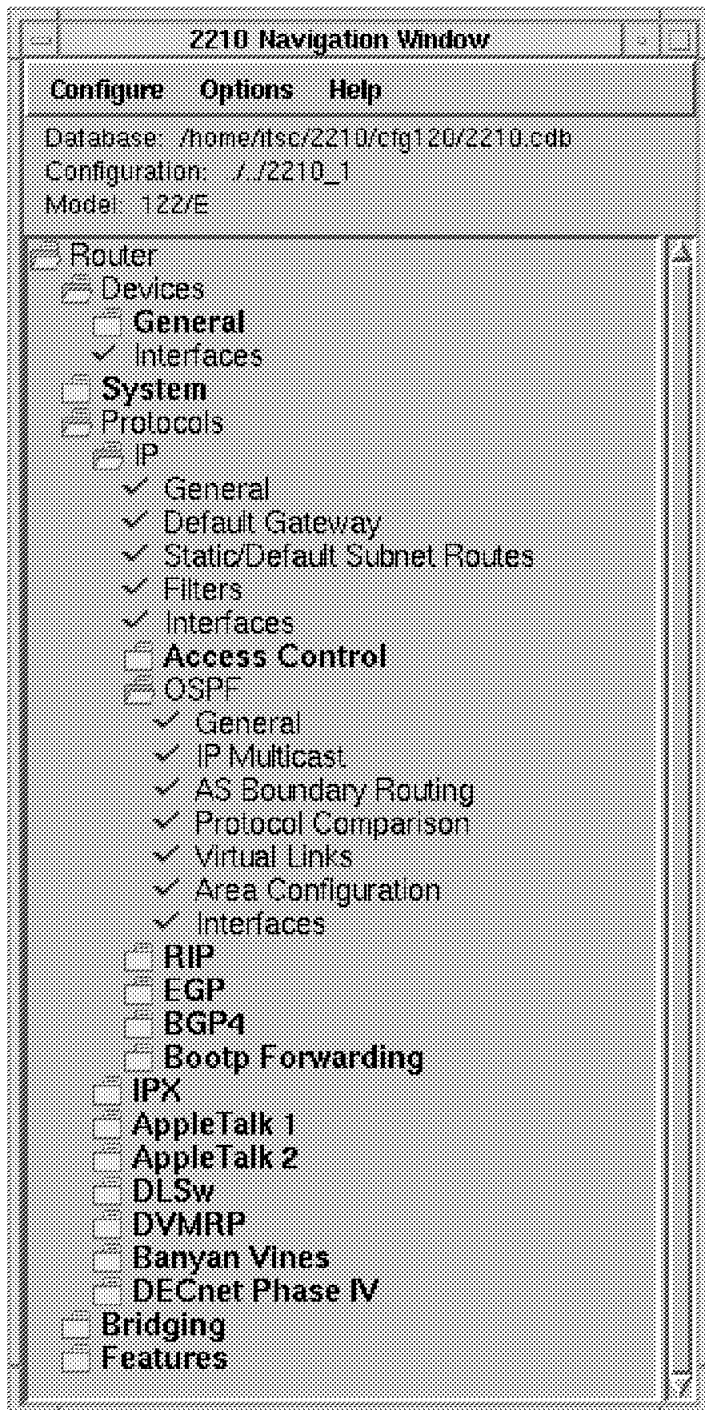 2210 Navigation Window
Configure Options Help
Database: /home/itsc/2210/cfg120/2210.cdb
Configuration: ./../2210_1
Model: 122/E
Router
Devices
General
Interfaces
System
Protocols
IP
General
Default Gateway
Static/Default Subnet Routes
Filters
Interfaces
Access Control
OSPF
General
IP Multicast
AS Boundary Routing
Protocol Comparison
Virtual Links
Area Configuration
Interfaces
RIP
EGP
BGP4
Bootp Forwarding
IPX
AppleTalk 1
AppleTalk 2
DLSw
DVMRP
Banyan Vines
DECnet Phase IV
Bridging
Features